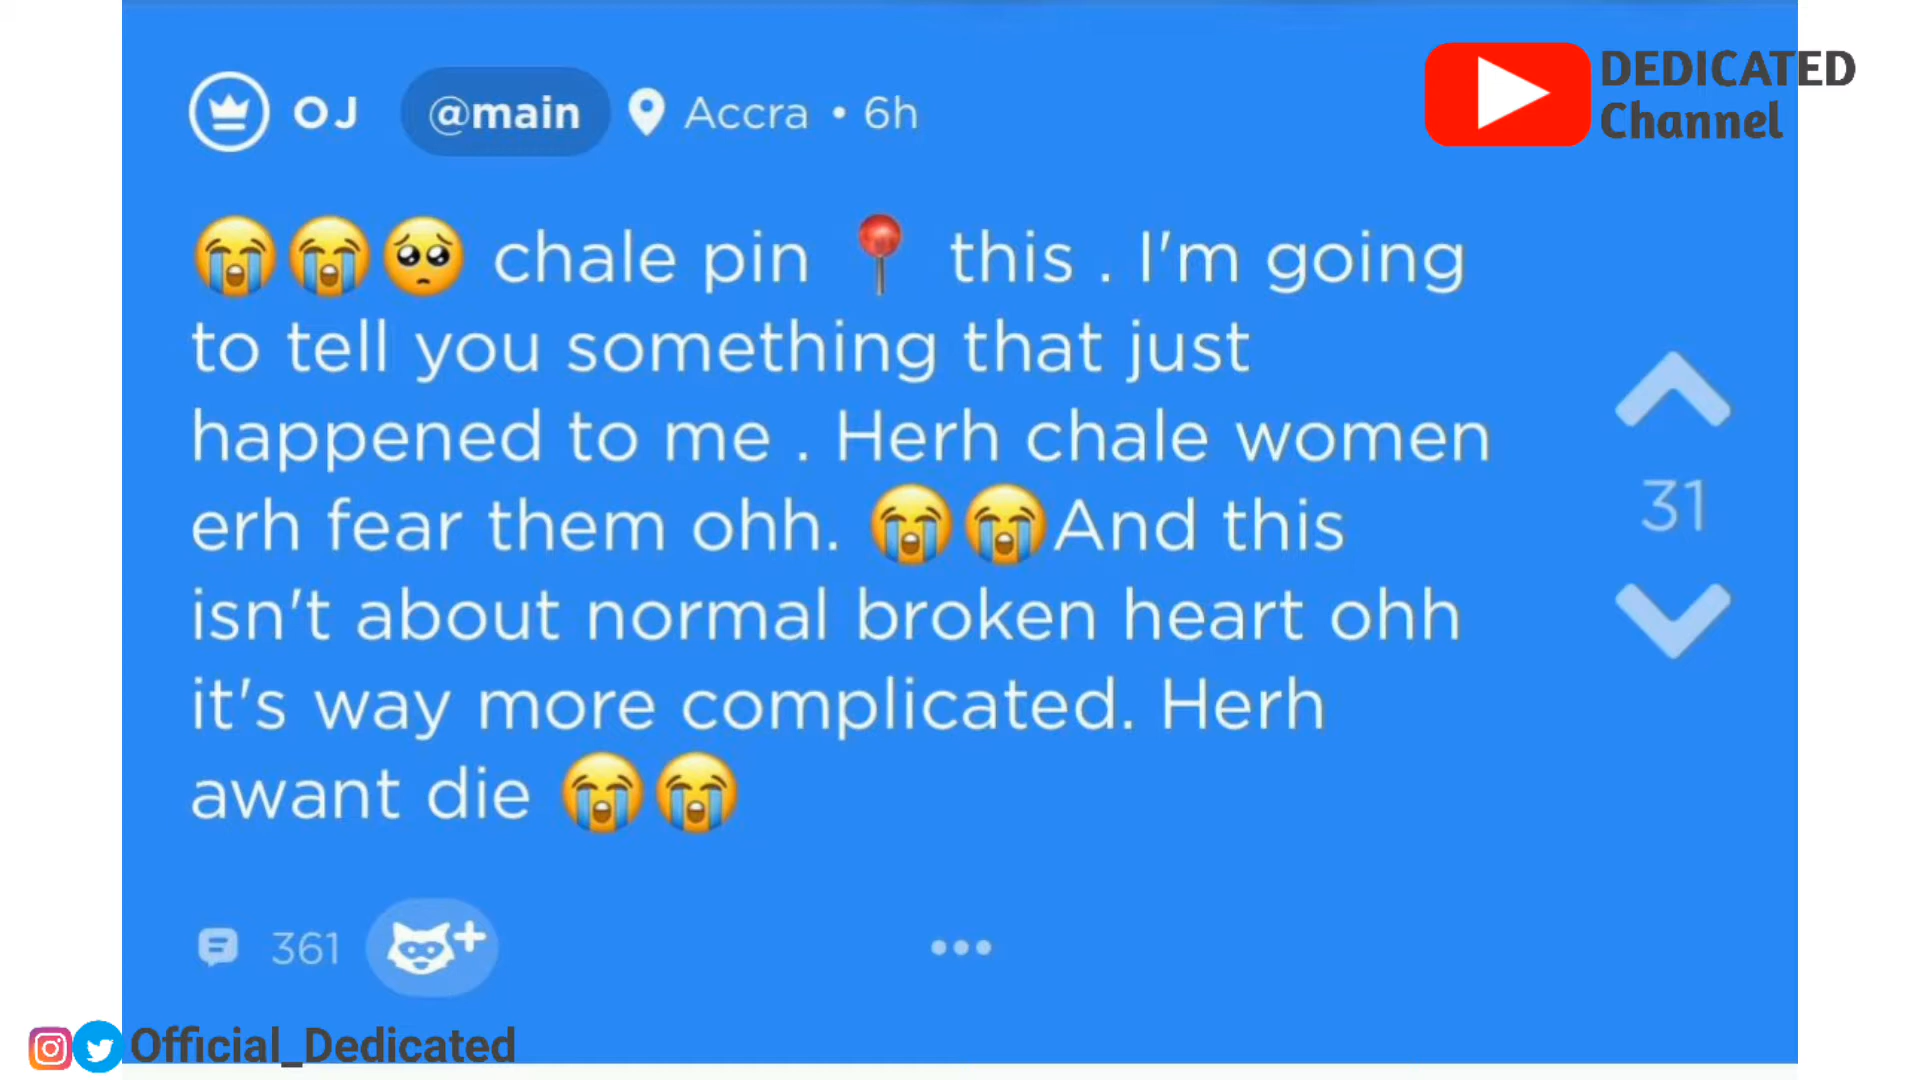 OJ @main Accra • 6h
DEDICATED
Channel
😭😭🥺 chale pin 📍 this . I'm going
to tell you something that just
happened to me . Herh chale women
erh fear them ohh. 😭😭And this
isn't about normal broken heart ohh
it's way more complicated. Herh
awant die 😭😭
31
361
Official_Dedicated